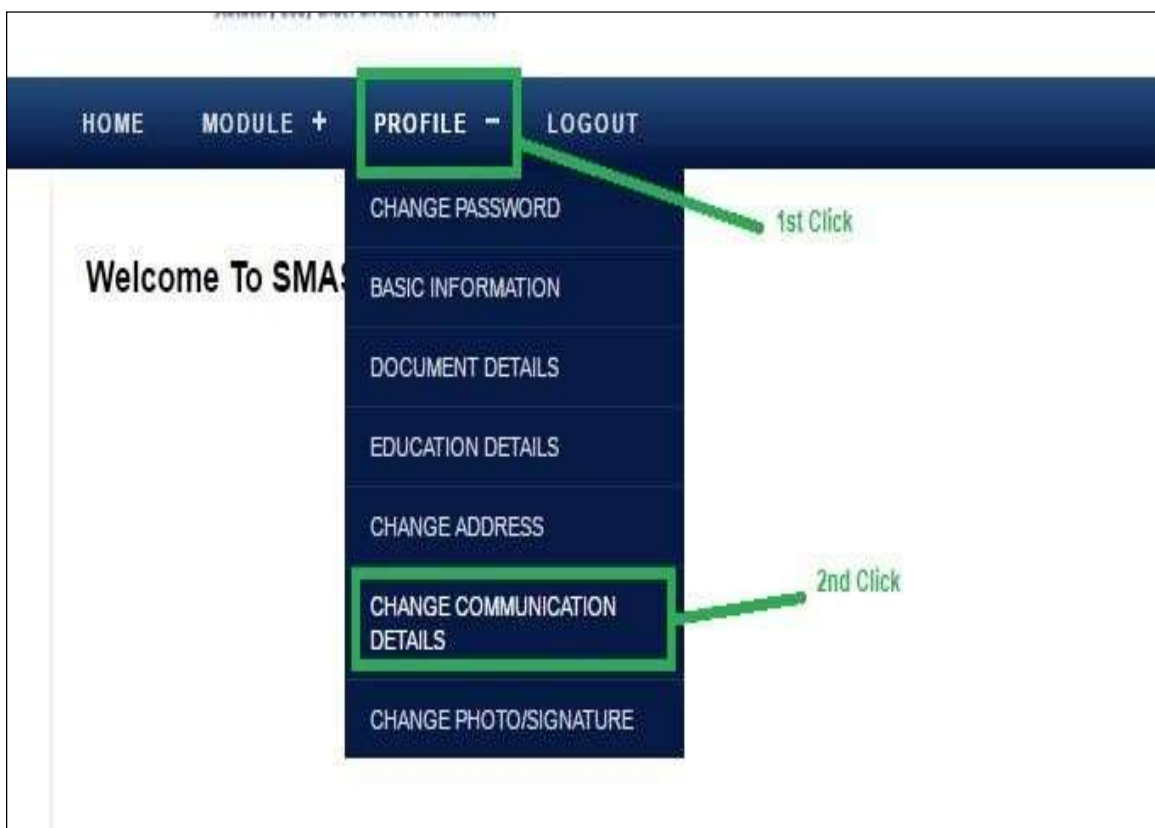 HOME MODULE + PROFILE - LOGOUT
CHANGE PASSWORD
1st Click
Welcome To SMAS
BASIC INFORMATION
DOCUMENT DETAILS
EDUCATION DETAILS
CHANGE ADDRESS
2nd Click
CHANGE COMMUNICATION
DETAILS
CHANGE PHOTO/SIGNATURE